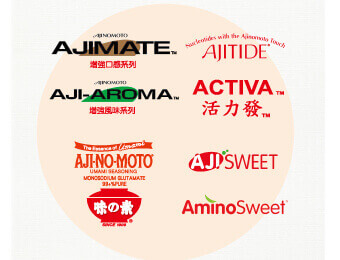 AJINOMOTO
AJIMATE™
增強口感系列
AJINOMOTO
AJI-AROMA™
增強風味系列
The Essence of Umami
AJI-NO-MOTO®
UMAMI SEASONING
MONOSODIUM GLUTAMATE
99+%PURE
味の素®
SINCE 1909
Nucleotides with the Ajinomoto Touch
AJITIDE®
ACTIVA™
活力發™
AJI SWEET
AminoSweet®